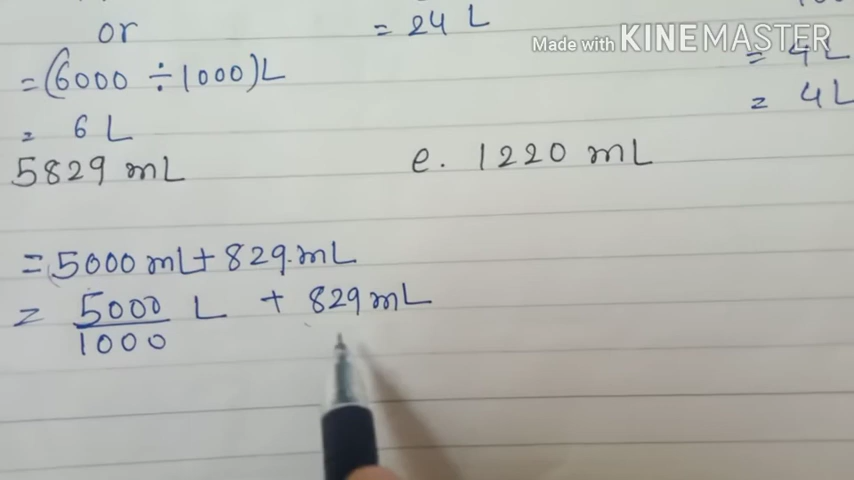 or
= 24 L
Made with KINEMASTER
= (6000 ÷ 1000) L
= 4L
= 6 L
= 4L
5829 mL
e. 1220 mL
= 5000 mL + 829 mL
= 5000/1000 L + 829 mL